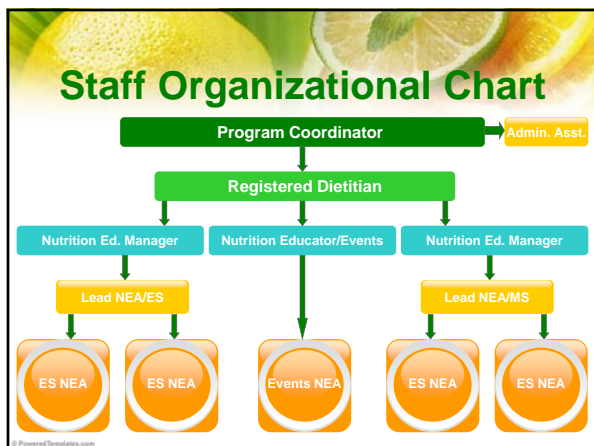 Staff Organizational Chart
Program Coordinator
Admin. Asst.
Registered Dietitian
Nutrition Ed. Manager
Nutrition Educator/Events
Nutrition Ed. Manager
Lead NEA/ES
Lead NEA/MS
ES NEA
ES NEA
Events NEA
ES NEA
ES NEA
© PoweredTemplates.com